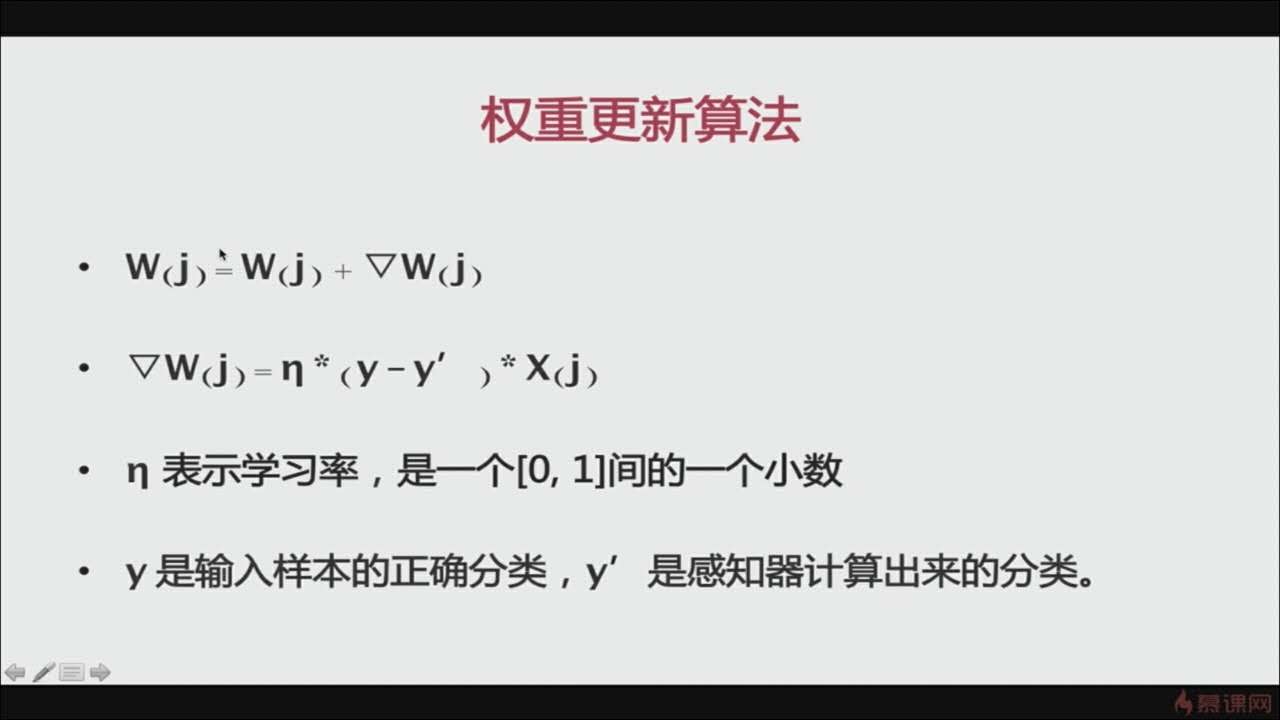 权重更新算法
• W(j) = W(j) + ▽W(j)
• ▽W(j) = η * (y - y′ ) * X(j)
• η 表示学习率，是一个[0, 1]间的一个小数
• y 是输入样本的正确分类，y′ 是感知器计算出来的分类。
慕课网